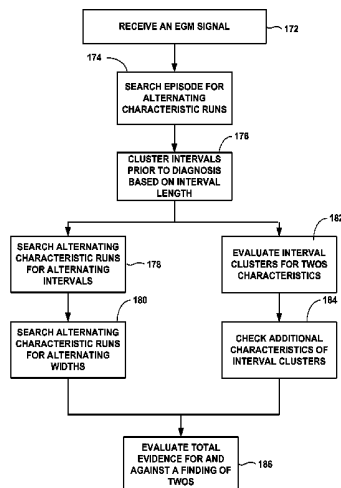 RECEIVE AN EGM SIGNAL
172
174
SEARCH EPISODE FOR
ALTERNATING
CHARACTERISTIC RUNS
176
CLUSTER INTERVALS
PRIOR TO DIAGNOSIS
BASED ON INTERVAL
LENGTH
178
SEARCH ALTERNATING
CHARACTERISTIC RUNS
FOR ALTERNATING
INTERVALS
180
SEARCH ALTERNATING
CHARACTERISTIC RUNS
FOR ALTERNATING
WIDTHS
182
EVALUATE INTERVAL
CLUSTERS FOR TWOS
CHARACTERISTICS
184
CHECK ADDITIONAL
CHARACTERISTICS OF
INTERVAL CLUSTERS
EVALUATE TOTAL
EVIDENCE FOR AND
AGAINST A FINDING OF
TWOS
186